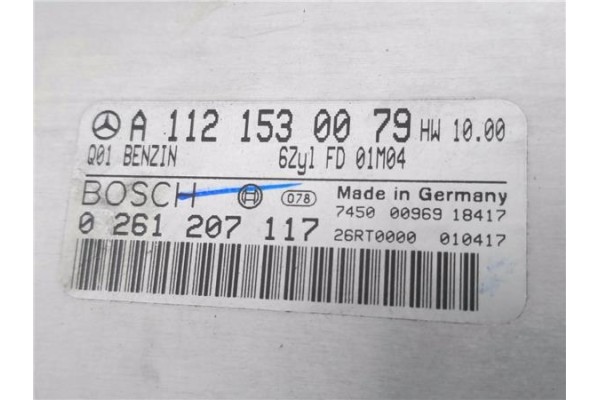 A 112 153 00 79 HW 10.00
Q01 BENZIN 6Zyl FD 01M04
BOSCH 078 Made in Germany
7450 00969 18417
0 261 207 117 26RT0000 010417